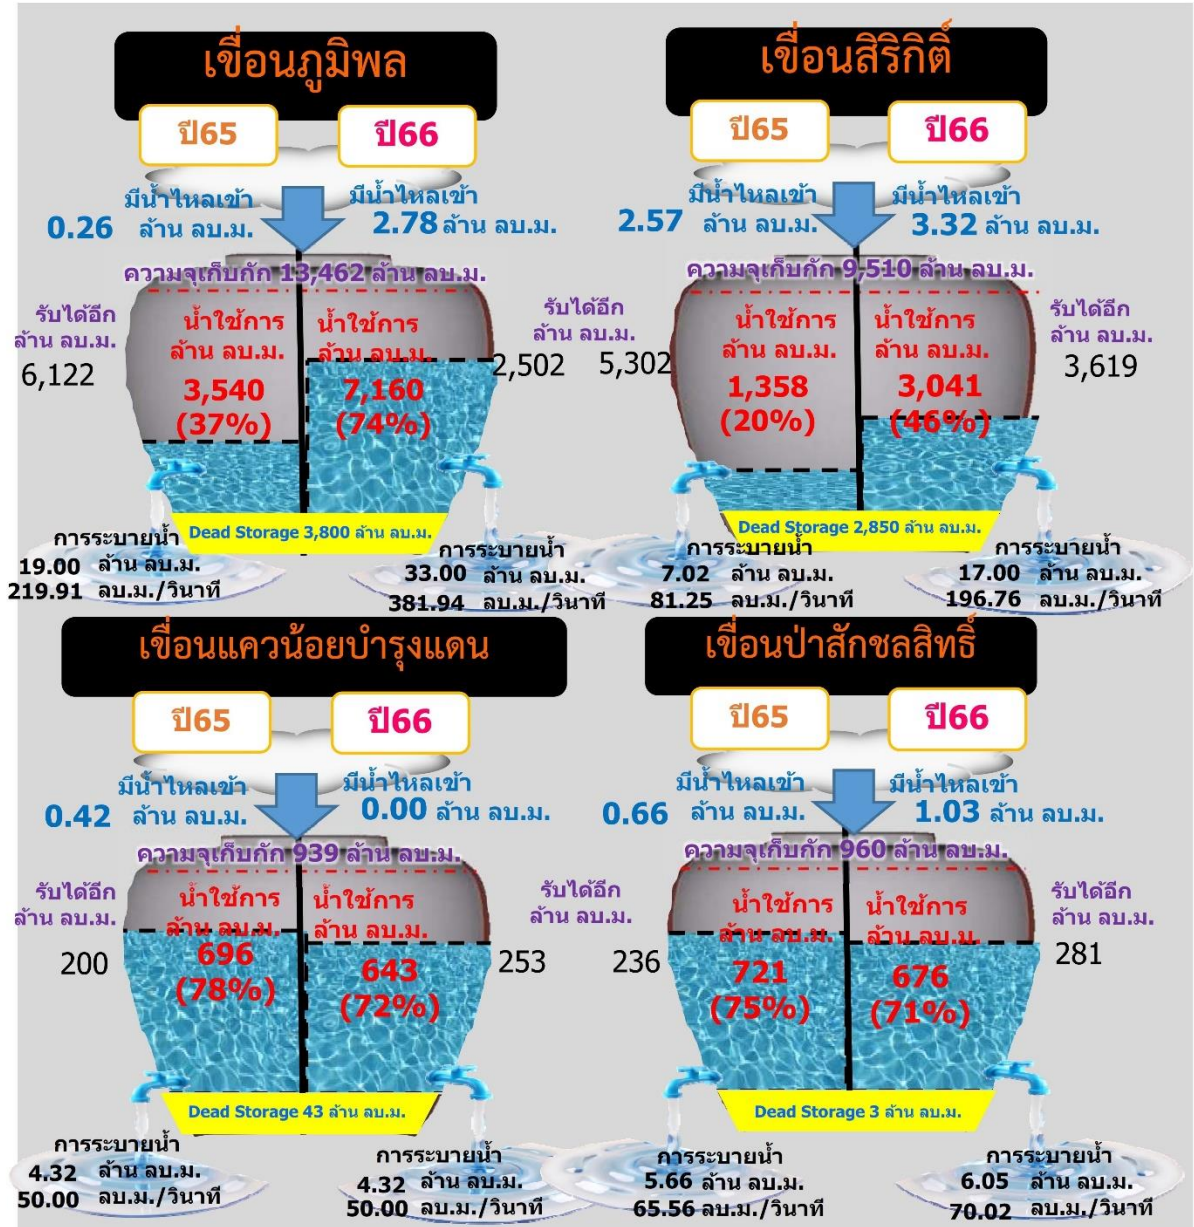 เขื่อนภูมิพล
ปี65
ปี66
มีน้ำไหลเข้า
0.26 ล้าน ลบ.ม.
มีน้ำไหลเข้า
2.78 ล้าน ลบ.ม.
ความจุเก็บกัก 13,462 ล้าน ลบ.ม.
รับได้อีก
ล้าน ลบ.ม.
6,122
น้ำใช้การ
ล้าน ลบ.ม.
3,540
(37%)
น้ำใช้การ
ล้าน ลบ.ม.
7,160
(74%)
รับได้อีก
ล้าน ลบ.ม.
2,502
Dead Storage 3,800 ล้าน ลบ.ม.
การระบายน้ำ
19.00 ล้าน ลบ.ม.
219.91 ลบ.ม./วินาที
การระบายน้ำ
33.00 ล้าน ลบ.ม.
381.94 ลบ.ม./วินาที
เขื่อนสิริกิติ์
ปี65
ปี66
มีน้ำไหลเข้า
2.57 ล้าน ลบ.ม.
มีน้ำไหลเข้า
3.32 ล้าน ลบ.ม.
ความจุเก็บกัก 9,510 ล้าน ลบ.ม.
5,302
น้ำใช้การ
ล้าน ลบ.ม.
1,358
(20%)
น้ำใช้การ
ล้าน ลบ.ม.
3,041
(46%)
รับได้อีก
ล้าน ลบ.ม.
3,619
Dead Storage 2,850 ล้าน ลบ.ม.
การระบายน้ำ
7.02 ล้าน ลบ.ม.
81.25 ลบ.ม./วินาที
การระบายน้ำ
17.00 ล้าน ลบ.ม.
196.76 ลบ.ม./วินาที
เขื่อนแควน้อยบำรุงแดน
ปี65
ปี66
มีน้ำไหลเข้า
0.42 ล้าน ลบ.ม.
มีน้ำไหลเข้า
0.00 ล้าน ลบ.ม.
ความจุเก็บกัก 939 ล้าน ลบ.ม.
รับได้อีก
ล้าน ลบ.ม.
200
น้ำใช้การ
ล้าน ลบ.ม.
696
(78%)
น้ำใช้การ
ล้าน ลบ.ม.
643
(72%)
รับได้อีก
ล้าน ลบ.ม.
253
Dead Storage 43 ล้าน ลบ.ม.
การระบายน้ำ
4.32 ล้าน ลบ.ม.
50.00 ลบ.ม./วินาที
การระบายน้ำ
4.32 ล้าน ลบ.ม.
50.00 ลบ.ม./วินาที
เขื่อนป่าสักชลสิทธิ์
ปี65
ปี66
มีน้ำไหลเข้า
0.66 ล้าน ลบ.ม.
มีน้ำไหลเข้า
1.03 ล้าน ลบ.ม.
ความจุเก็บกัก 960 ล้าน ลบ.ม.
236
น้ำใช้การ
ล้าน ลบ.ม.
721
(75%)
น้ำใช้การ
ล้าน ลบ.ม.
676
(71%)
รับได้อีก
ล้าน ลบ.ม.
281
Dead Storage 3 ล้าน ลบ.ม.
การระบายน้ำ
5.66 ล้าน ลบ.ม.
65.56 ลบ.ม./วินาที
การระบายน้ำ
6.05 ล้าน ลบ.ม.
70.02 ลบ.ม./วินาที